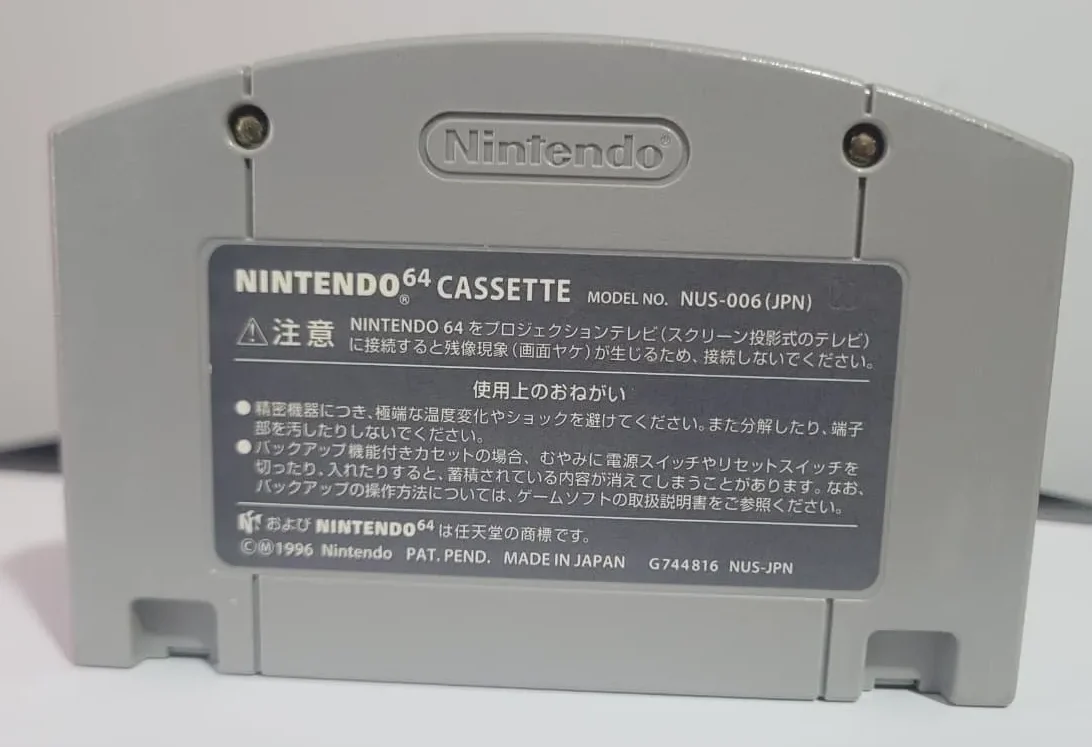 Nintendo®
NINTENDO®64 CASSETTE MODEL NO. NUS-006(JPN)
⚠注意 NINTENDO 64 をプロジェクションテレビ(スクリーン投影式のテレビ)
に接続すると残像現象(画面ヤケ)が生じるため、接続しないでください。
使用上のおねがい
●精密機器につき、極端な温度変化やショックを避けてください。また分解したり、端子
部を汚したりしないでください。
●バックアップ機能付きカセットの場合、むやみに電源スイッチやリセットスイッチを
切ったり、入れたりすると、蓄積されている内容が消えてしまうことがあります。なお、
バックアップの操作方法については、ゲームソフトの取扱説明書をご参照ください。
N および NINTENDO64 は任天堂の商標です。
ⒸⓂ1996 Nintendo PAT. PEND. MADE IN JAPAN G744816 NUS-JPN